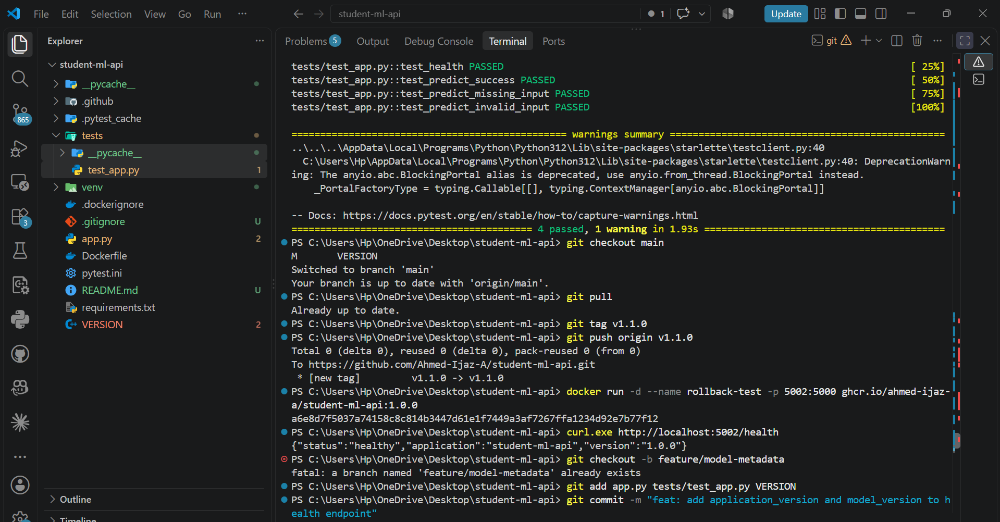 File Edit Selection View Go Run ··· student-ml-api 1 Update
Explorer ···
student-ml-api
__pycache__
.github
865
.pytest_cache
tests
__pycache__
test_app.py 1
venv
.dockerignore
3
.gitignore U
app.py 2
Dockerfile
pytest.ini
README.md U
requirements.txt
VERSION 2
Outline
Timeline
Problems 5 Output Debug Console Terminal Ports git
tests/test_app.py::test_health PASSED [ 25%]
tests/test_app.py::test_predict_success PASSED [ 50%]
tests/test_app.py::test_predict_missing_input PASSED [ 75%]
tests/test_app.py::test_predict_invalid_input PASSED [100%]
================================================ warnings summary ================================================
..\..\..\AppData\Local\Programs\Python\Python312\Lib\site-packages\starlette\testclient.py:40
C:\Users\Hp\AppData\Local\Programs\Python\Python312\Lib\site-packages\starlette\testclient.py:40: DeprecationWarn
ing: The anyio.abc.BlockingPortal alias is deprecated, use anyio.from_thread.BlockingPortal instead.
_PortalFactoryType = typing.Callable[[], typing.ContextManager[anyio.abc.BlockingPortal]]
-- Docs: https://docs.pytest.org/en/stable/how-to/capture-warnings.html
========================================== 4 passed, 1 warning in 1.93s ==========================================
PS C:\Users\Hp\OneDrive\Desktop\student-ml-api> git checkout main
M VERSION
Switched to branch 'main'
Your branch is up to date with 'origin/main'.
PS C:\Users\Hp\OneDrive\Desktop\student-ml-api> git pull
Already up to date.
PS C:\Users\Hp\OneDrive\Desktop\student-ml-api> git tag v1.1.0
PS C:\Users\Hp\OneDrive\Desktop\student-ml-api> git push origin v1.1.0
Total 0 (delta 0), reused 0 (delta 0), pack-reused 0 (from 0)
To https://github.com/Ahmed-Ijaz-A/student-ml-api.git
* [new tag] v1.1.0 -> v1.1.0
PS C:\Users\Hp\OneDrive\Desktop\student-ml-api> docker run -d --name rollback-test -p 5002:5000 ghcr.io/ahmed-ijaz-
a/student-ml-api:1.0.0
a6e8d7f5037a74158c8c814b3447d61e1f7449a3af7267ffa1234d92e7b77f12
PS C:\Users\Hp\OneDrive\Desktop\student-ml-api> curl.exe http://localhost:5002/health
{"status":"healthy","application":"student-ml-api","version":"1.0.0"}
PS C:\Users\Hp\OneDrive\Desktop\student-ml-api> git checkout -b feature/model-metadata
fatal: a branch named 'feature/model-metadata' already exists
PS C:\Users\Hp\OneDrive\Desktop\student-ml-api> git add app.py tests/test_app.py VERSION
PS C:\Users\Hp\OneDrive\Desktop\student-ml-api> git commit -m "feat: add application_version and model_version to h
ealth endpoint"